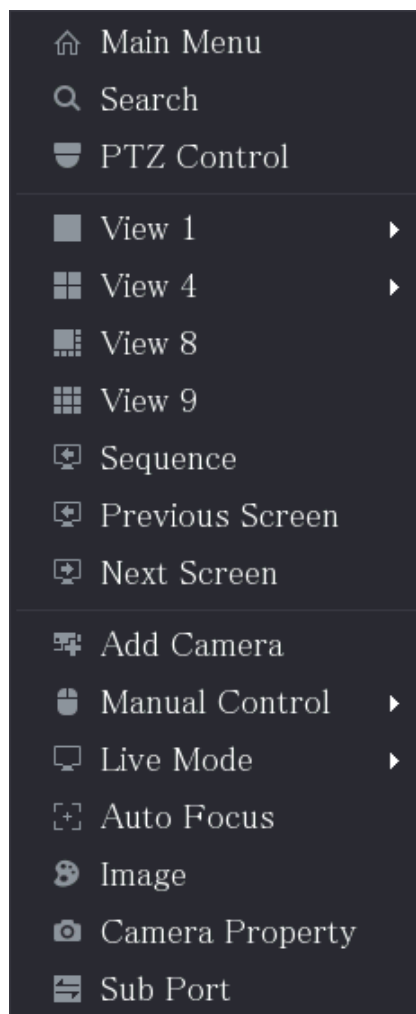 Main Menu
Search
PTZ Control
View 1
View 4
View 8
View 9
Sequence
Previous Screen
Next Screen
Add Camera
Manual Control
Live Mode
Auto Focus
Image
Camera Property
Sub Port